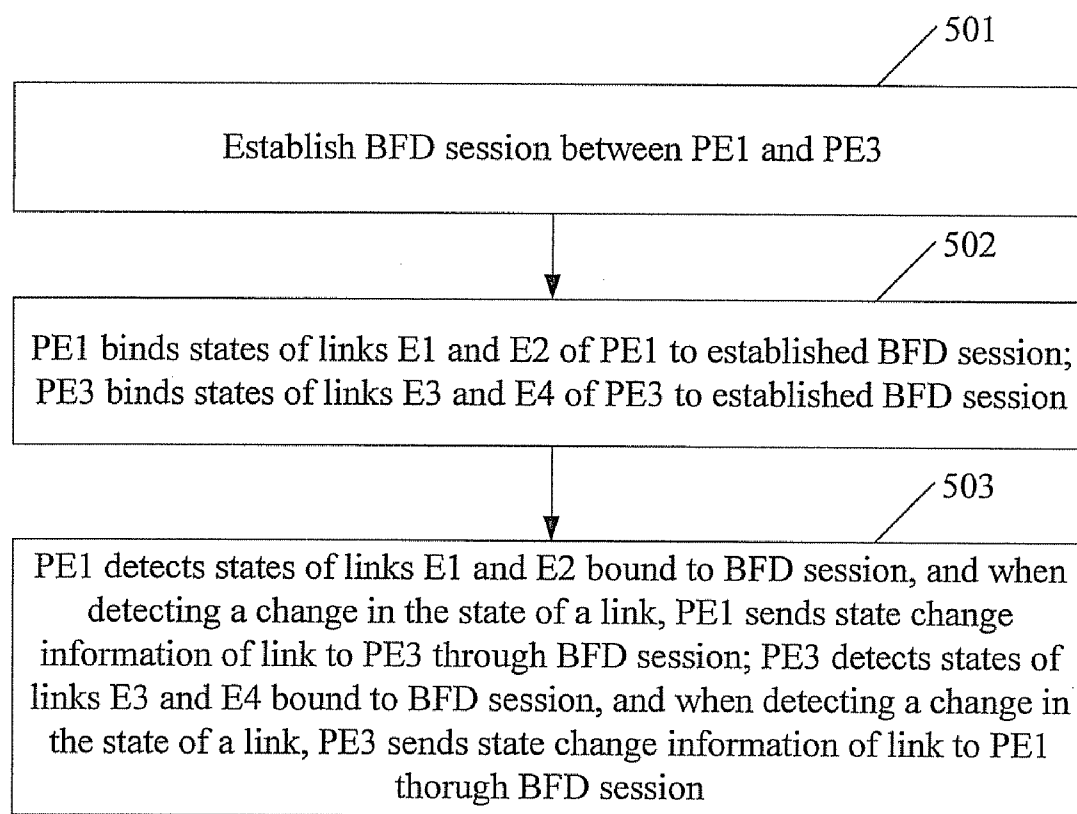 501
Establish BFD session between PE1 and PE3
502
PE1 binds states of links E1 and E2 of PE1 to established BFD session;
PE3 binds states of links E3 and E4 of PE3 to established BFD session
503
PE1 detects states of links E1 and E2 bound to BFD session, and when
detecting a change in the state of a link, PE1 sends state change
information of link to PE3 through BFD session; PE3 detects states of
links E3 and E4 bound to BFD session, and when detecting a change in
the state of a link, PE3 sends state change information of link to PE1
thorugh BFD session